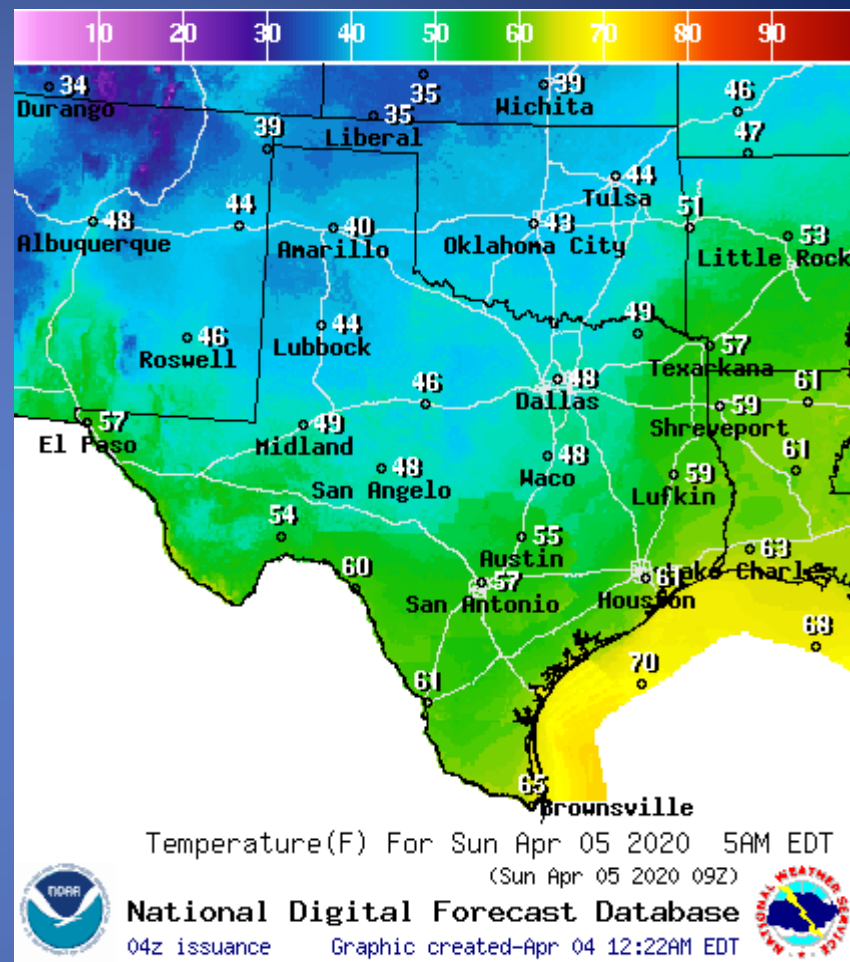 10 20 30 40 50 60 70 80 90
34
Durango
35
35
Liberal
39
Wichita
46
47
39
44
Tulsa
48
Albuquerque
44
40
Amarillo
43
Oklahoma City
51
53
Little Rock
46
Roswell
44
Lubbock
49
57
Texarkana
48
Dallas
46
59
Shreveport
61
57
El Paso
49
Midland
48
San Angelo
48
Waco
59
Lufkin
61
54
55
Austin
63
Lake Charles
60
57
San Antonio
61
Houston
68
70
61
65
Brownsville
Temperature(F) For Sun Apr 05 2020 5AM EDT
(Sun Apr 05 2020 09Z)
NOAA
National Digital Forecast Database
04z issuance Graphic created-Apr 04 12:22AM EDT
NATIONAL WEATHER SERVICE